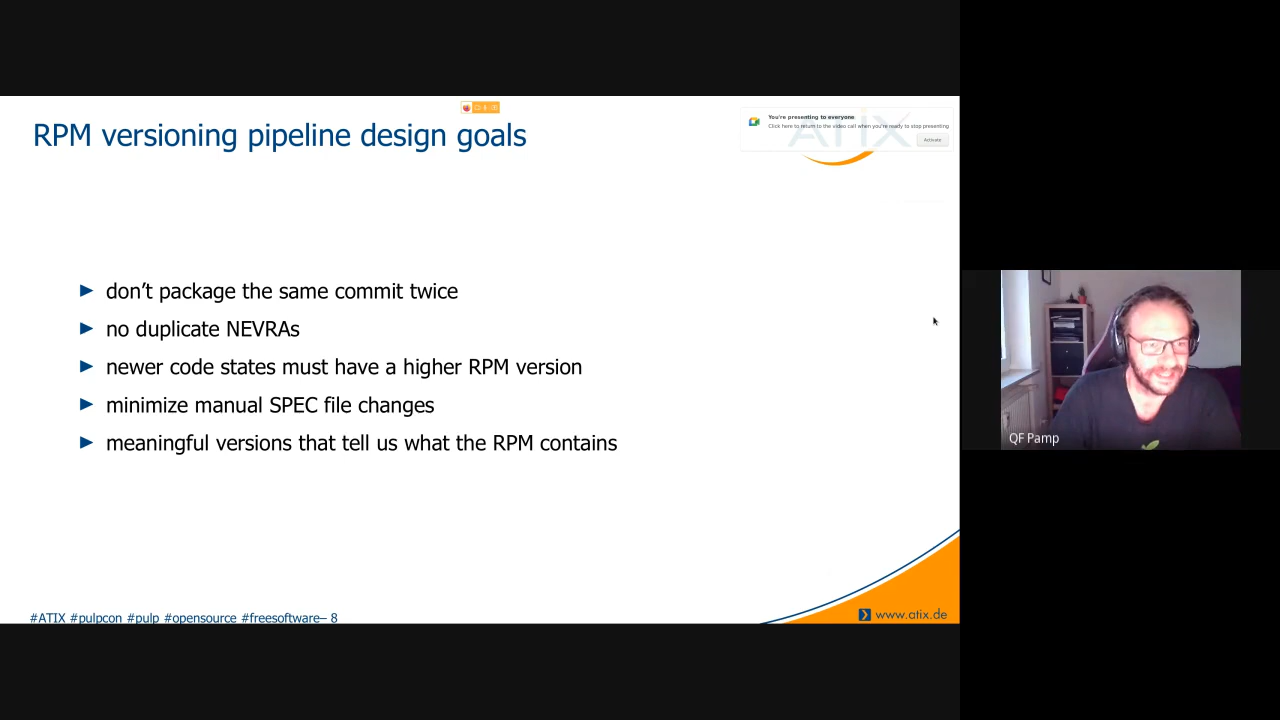 RPM versioning pipeline design goals
ATIX
You're presenting to everyone
Click here to return to the video call when you're ready to stop presenting
Activate
► don't package the same commit twice
► no duplicate NEVRAs
► newer code states must have a higher RPM version
► minimize manual SPEC file changes
► meaningful versions that tell us what the RPM contains
QF Pamp
#ATIX #pulpcon #pulp #opensource #freesoftware– 8
www.atix.de